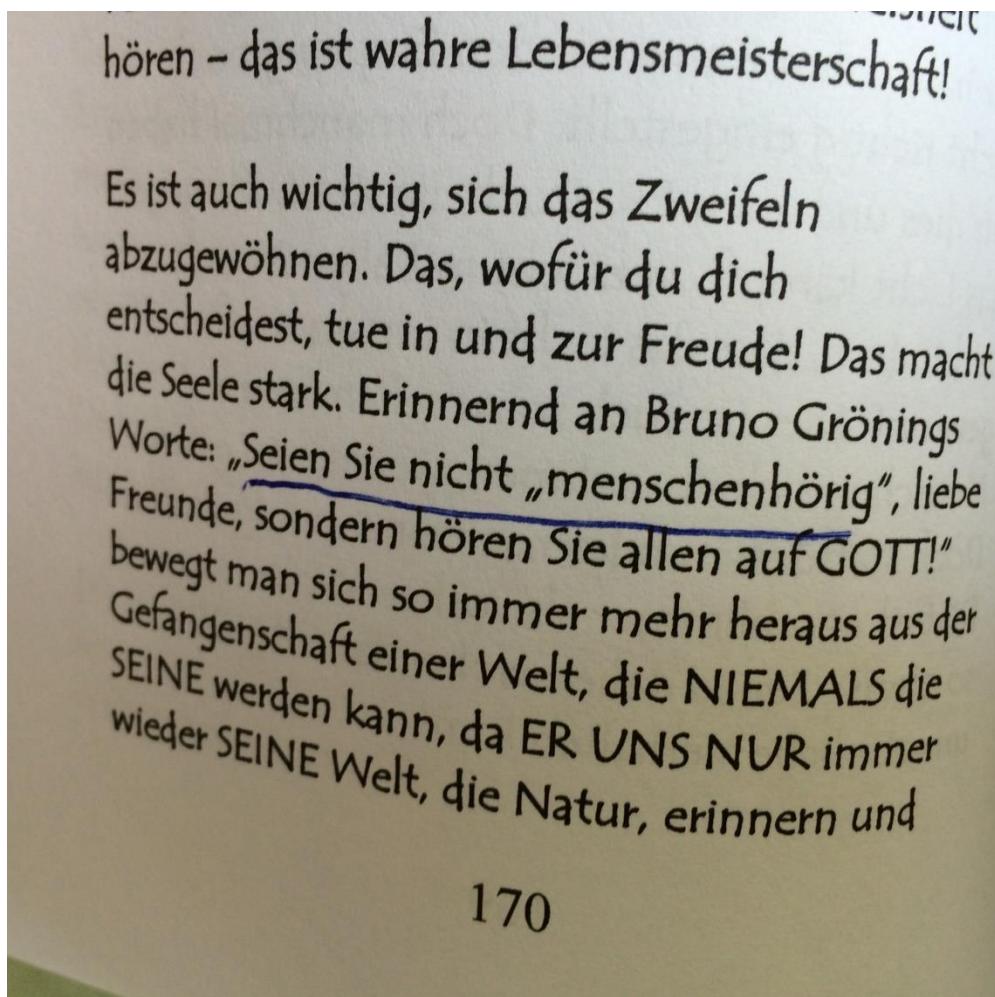 hören – das ist wahre Lebensmeisterschaft!
Es ist auch wichtig, sich das Zweifeln
abzugewöhnen. Das, wofür du dich
entscheidest, tue in und zur Freude! Das macht
die Seele stark. Erinnernd an Bruno Grönings
Worte: „Seien Sie nicht „menschenhörig“, liebe
Freunde, sondern hören Sie allen auf GOTT!“
bewegt man sich so immer mehr heraus aus der
Gefangenschaft einer Welt, die NIEMALS die
SEINE werden kann, da ER UNS NUR immer
wieder SEINE Welt, die Natur, erinnern und
170